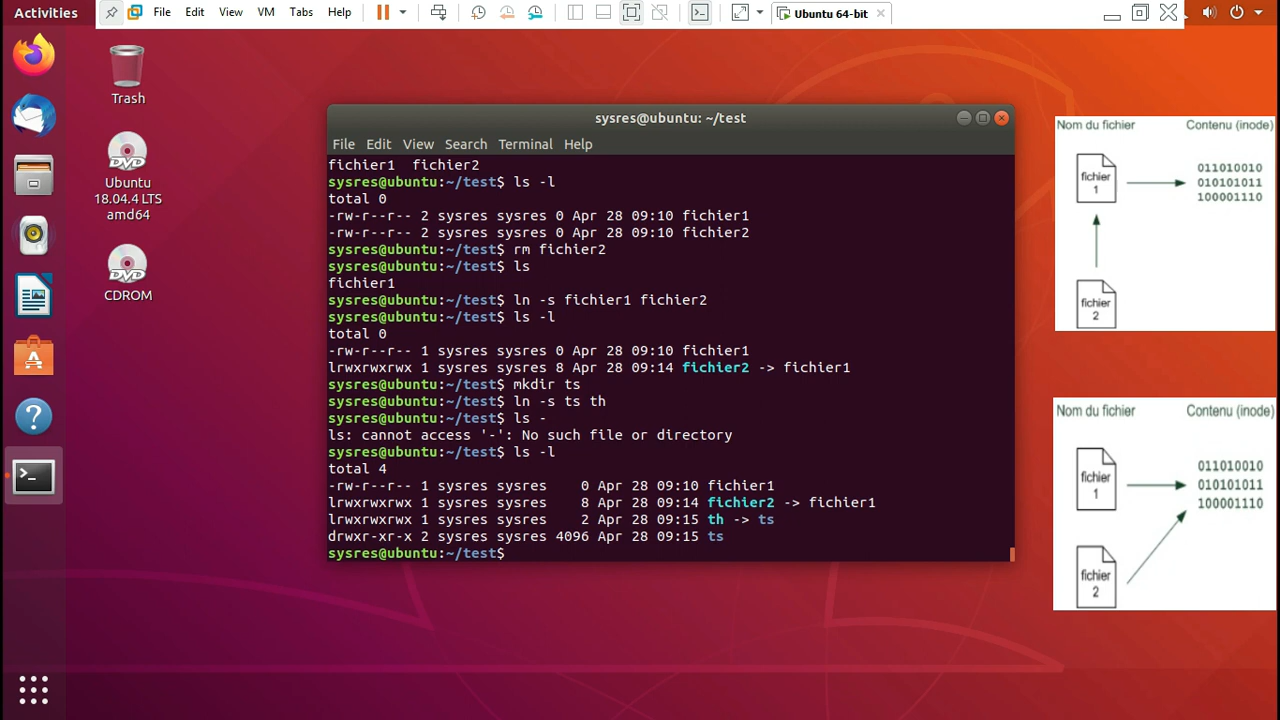 Activities
File Edit View VM Tabs Help
Ubuntu 64-bit
Trash
Ubuntu
18.04.4 LTS
amd64
CDROM
sysres@ubuntu: ~/test
File Edit View Search Terminal Help
fichier1  fichier2
sysres@ubuntu:~/test$ ls -l
total 0
-rw-r--r-- 2 sysres sysres 0 Apr 28 09:10 fichier1
-rw-r--r-- 2 sysres sysres 0 Apr 28 09:10 fichier2
sysres@ubuntu:~/test$ rm fichier2
sysres@ubuntu:~/test$ ls
fichier1
sysres@ubuntu:~/test$ ln -s fichier1 fichier2
sysres@ubuntu:~/test$ ls -l
total 0
-rw-r--r-- 1 sysres sysres 0 Apr 28 09:10 fichier1
lrwxrwxrwx 1 sysres sysres 8 Apr 28 09:14 fichier2 -> fichier1
sysres@ubuntu:~/test$ mkdir ts
sysres@ubuntu:~/test$ ln -s ts th
sysres@ubuntu:~/test$ ls -
ls: cannot access '-': No such file or directory
sysres@ubuntu:~/test$ ls -l
total 4
-rw-r--r-- 1 sysres sysres    0 Apr 28 09:10 fichier1
lrwxrwxrwx 1 sysres sysres    8 Apr 28 09:14 fichier2 -> fichier1
lrwxrwxrwx 1 sysres sysres    2 Apr 28 09:15 th -> ts
drwxr-xr-x 2 sysres sysres 4096 Apr 28 09:15 ts
sysres@ubuntu:~/test$
Nom du fichier Contenu (inode)
fichier
1
011010010
010101011
100001110
fichier
2
Nom du fichier Contenu (inode)
fichier
1
011010010
010101011
100001110
fichier
2